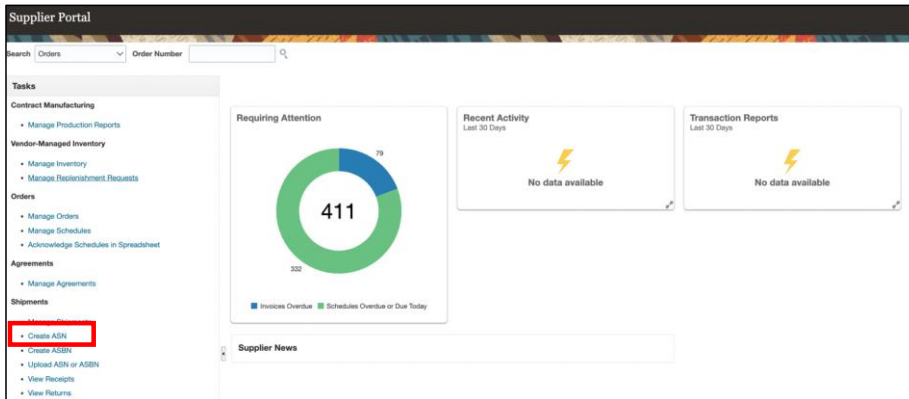 Supplier Portal
Search Orders Order Number
Tasks
Contract Manufacturing
• Manage Production Reports
Vendor-Managed Inventory
• Manage Inventory
• Manage Replenishment Requests
Orders
• Manage Orders
• Manage Schedules
• Acknowledge Schedules in Spreadsheet
Agreements
• Manage Agreements
Shipments
• Manage Shipments
• Create ASN
• Create ASBN
• Upload ASN or ASBN
• View Receipts
• View Returns
Requiring Attention
79
411
332
Invoices Overdue Schedules Overdue or Due Today
Recent Activity
Last 30 Days
No data available
Transaction Reports
Last 30 Days
No data available
Supplier News